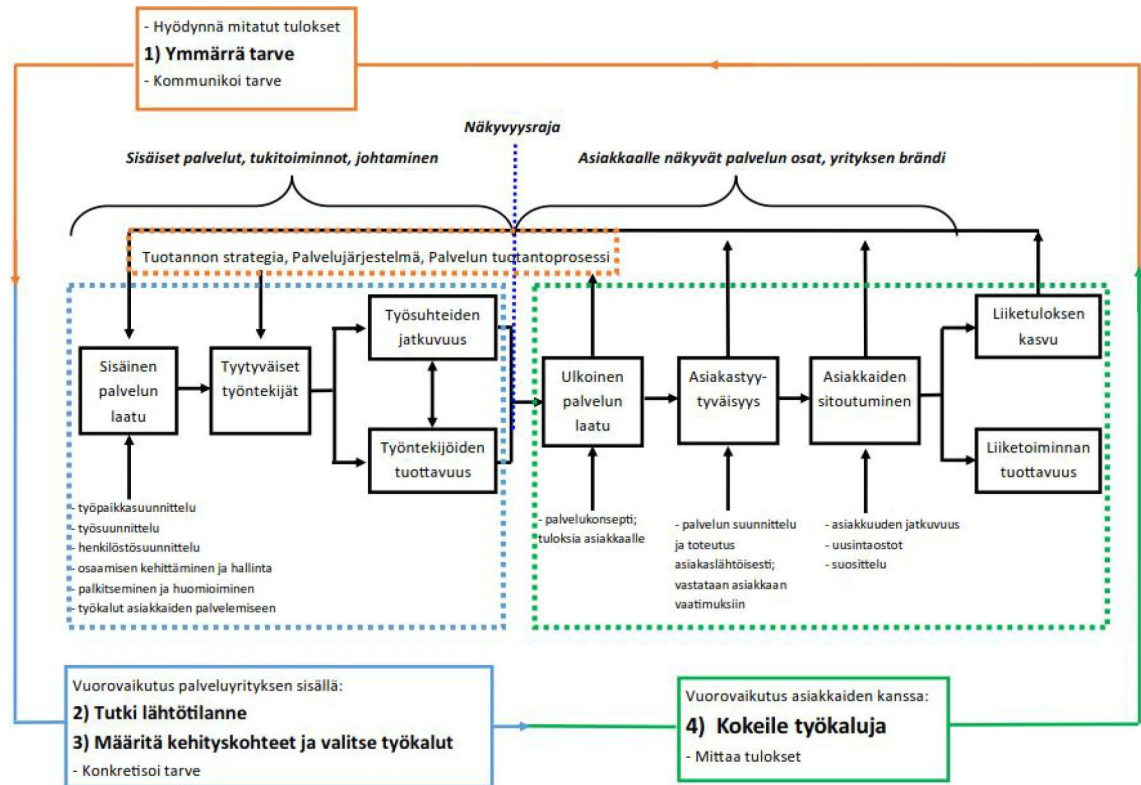 - Hyödynnä mitatut tulokset
1) Ymmärrä tarve
- Kommunikoi tarve
Näkyvyysraja
Sisäiset palvelut, tukitoiminnot, johtaminen
Asiakkaalle näkyvät palvelun osat, yrityksen brändi
Tuotannon strategia, Palvelujärjestelmä, Palvelun tuotantoprosessi
Sisäinen
palvelun
laatu
Tyytyväiset
työntekijät
Työsuhteiden
jatkuvuus
Työntekijöiden
tuottavuus
Ulkoinen
palvelun
laatu
Asiakastyy-
tyväisyys
Asiakkaiden
sitoutuminen
Liiketuloksen
kasvu
Liiketoiminnan
tuottavuus
- työpaikkasuunnittelu
- työsuunnittelu
- henkilöstösuunnittelu
- osaamisen kehittäminen ja hallinta
- palkitseminen ja huomioiminen
- työkalut asiakkaiden palvelemiseen
- palvelukonsepti;
tuloksia asiakkaalle
- palvelun suunnittelu
ja toteutus
asiakaslähtöisesti;
vastataan asiakkaan
vaatimuksiin
- asiakkuuden jatkuvuus
- uusintaostot
- suosittelu
Vuorovaikutus palveluyrityksen sisällä:
2) Tutki lähtötilanne
3) Määritä kehityskohteet ja valitse työkalut
- Konkretisoi tarve
Vuorovaikutus asiakkaiden kanssa:
4) Kokeile työkaluja
- Mittaa tulokset